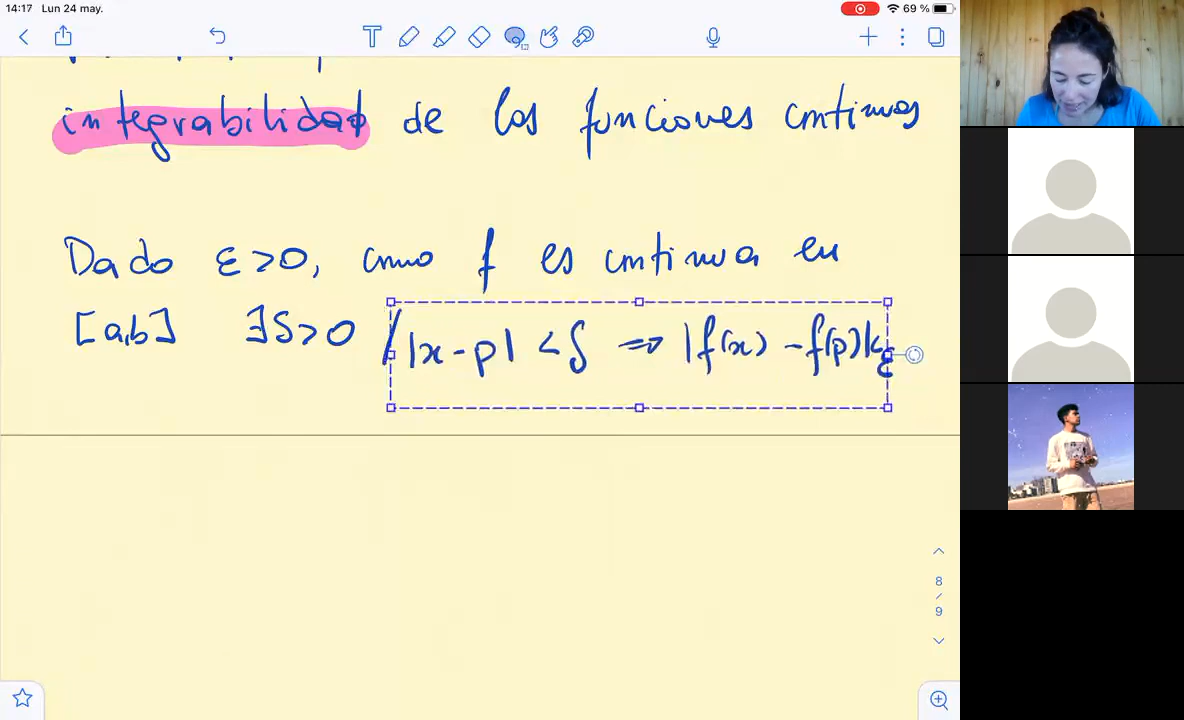 14:17 Lun 24 may. 69 %
integrabilidad de las funciones continuas
Dado ε>0, como f es continua en
[a,b] ∃δ>0 / |x-p| <δ ⇒ |f(x) - f(p)|<ε
8
/
9